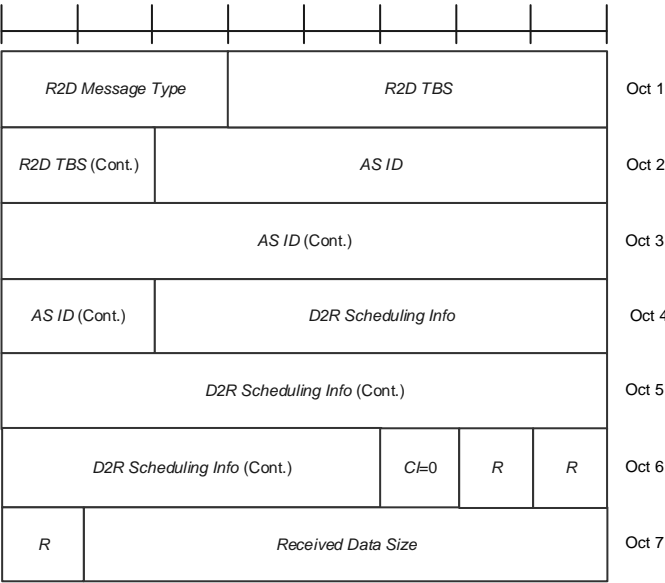 R2D Message Type R2D TBS Oct 1
R2D TBS (Cont.) AS ID Oct 2
AS ID (Cont.) Oct 3
AS ID (Cont.) D2R Scheduling Info Oct 4
D2R Scheduling Info (Cont.) Oct 5
D2R Scheduling Info (Cont.) CI=0 R R Oct 6
R Received Data Size Oct 7